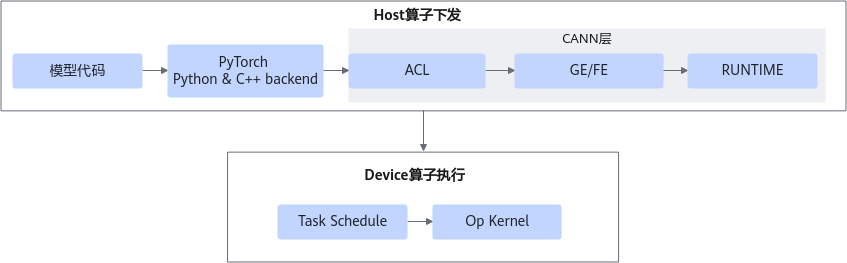 Host算子下发
CANN层
模型代码
PyTorch
Python & C++ backend
ACL
GE/FE
RUNTIME
Device算子执行
Task Schedule
Op Kernel